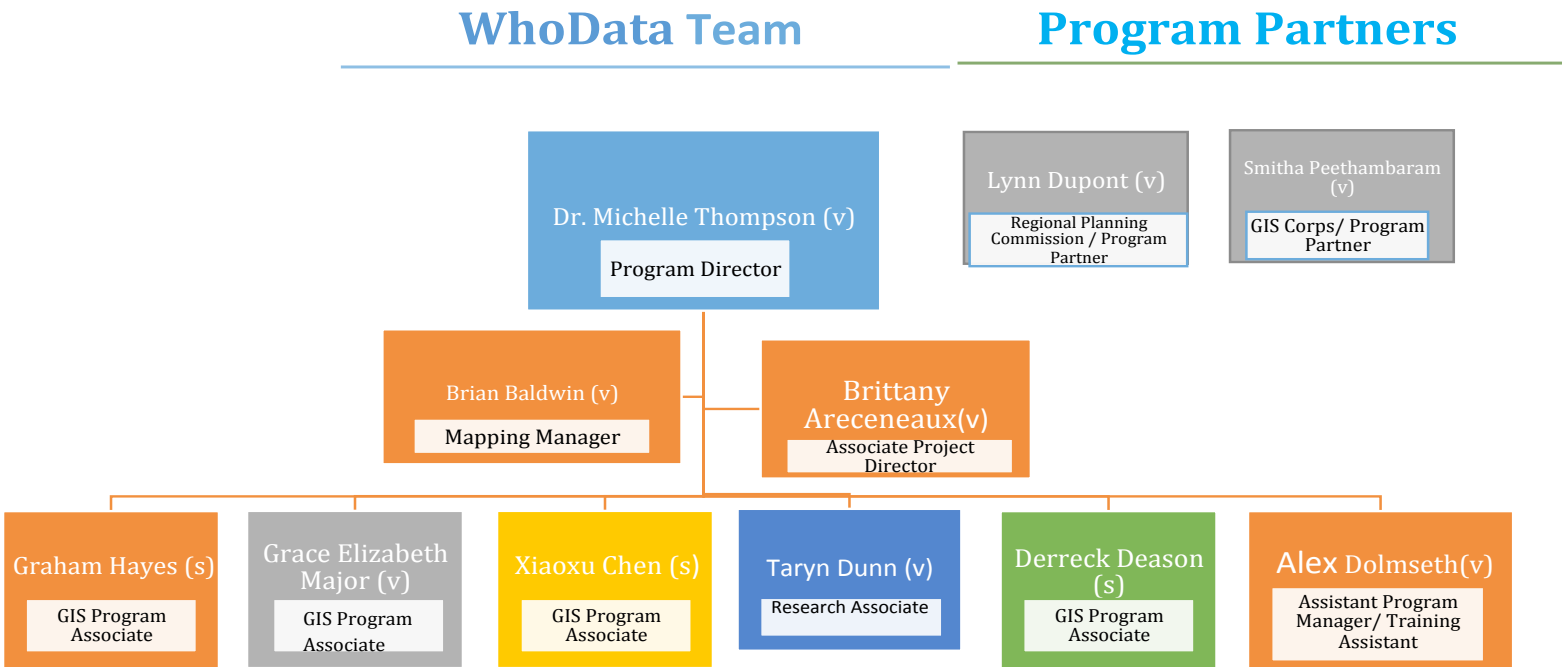 WhoData Team
Program Partners
Dr. Michelle Thompson (v)
Program Director
Lynn Dupont (v)
Regional Planning
Commission / Program
Partner
Smitha Peethambaram
(v)
GIS Corps/ Program
Partner
Brian Baldwin (v)
Mapping Manager
Brittany
Areceneaux(v)
Associate Project
Director
Graham Hayes (s)
GIS Program
Associate
Grace Elizabeth
Major (v)
GIS Program
Associate
Xiaoxu Chen (s)
GIS Program
Associate
Taryn Dunn (v)
Research Associate
Derreck Deason
(s)
GIS Program
Associate
Alex Dolmseth(v)
Assistant Program
Manager/ Training
Assistant